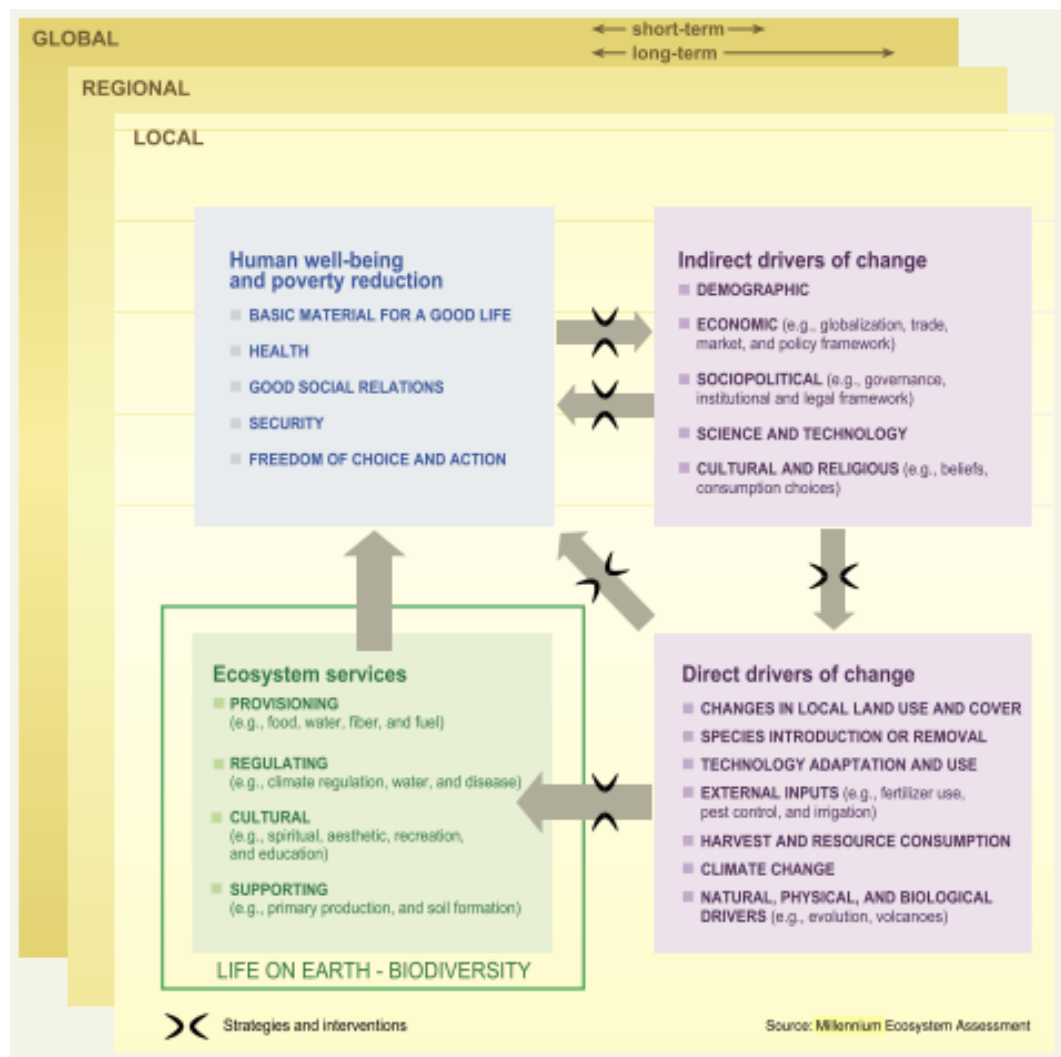 GLOBAL
short-term
long-term
REGIONAL
LOCAL
Human well-being
and poverty reduction
BASIC MATERIAL FOR A GOOD LIFE
HEALTH
GOOD SOCIAL RELATIONS
SECURITY
FREEDOM OF CHOICE AND ACTION
Indirect drivers of change
DEMOGRAPHIC
ECONOMIC (e.g., globalization, trade,
market, and policy framework)
SOCIOPOLITICAL (e.g., governance,
institutional and legal framework)
SCIENCE AND TECHNOLOGY
CULTURAL AND RELIGIOUS (e.g., beliefs,
consumption choices)
Ecosystem services
PROVISIONING
(e.g., food, water, fiber, and fuel)
REGULATING
(e.g., climate regulation, water, and disease)
CULTURAL
(e.g., spiritual, aesthetic, recreation,
and education)
SUPPORTING
(e.g., primary production, and soil formation)
LIFE ON EARTH - BIODIVERSITY
Direct drivers of change
CHANGES IN LOCAL LAND USE AND COVER
SPECIES INTRODUCTION OR REMOVAL
TECHNOLOGY ADAPTATION AND USE
EXTERNAL INPUTS (e.g., fertilizer use,
pest control, and irrigation)
HARVEST AND RESOURCE CONSUMPTION
CLIMATE CHANGE
NATURAL, PHYSICAL, AND BIOLOGICAL
DRIVERS (e.g., evolution, volcanoes)
Strategies and interventions
Source: Millennium Ecosystem Assessment